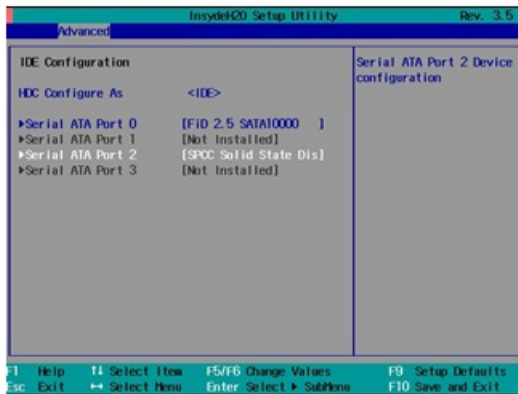 InsydeH20 Setup Utility Rev. 3.5
Advanced
IDE Configuration
HDC Configure As <IDE>
▶Serial ATA Port 0 [FiD 2.5 SATA10000 ]
▶Serial ATA Port 1 [Not Installed]
▶Serial ATA Port 2 [SPCC Solid State Dis]
▶Serial ATA Port 3 [Not Installed]
Serial ATA Port 2 Device
configuration
F1 Help ↑↓ Select Item F5/F6 Change Values F9 Setup Defaults
Esc Exit ↔ Select Menu Enter Select ▶ SubMenu F10 Save and Exit